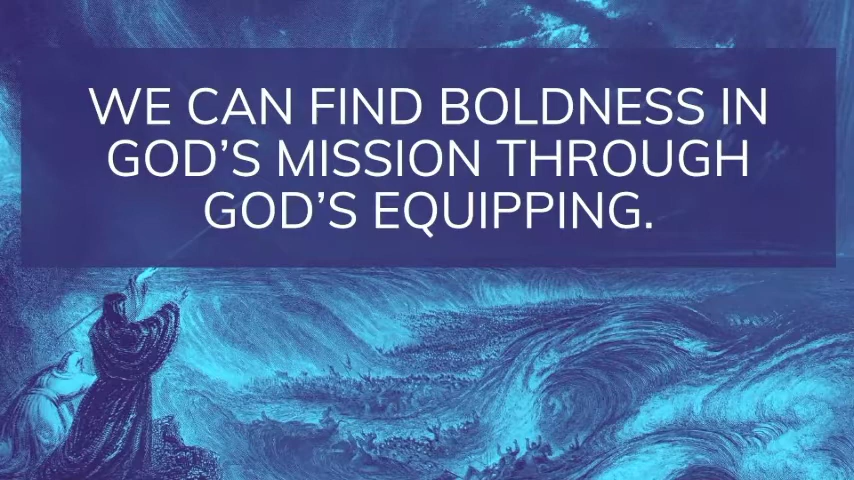 WE CAN FIND BOLDNESS IN
GOD’S MISSION THROUGH
GOD’S EQUIPPING.